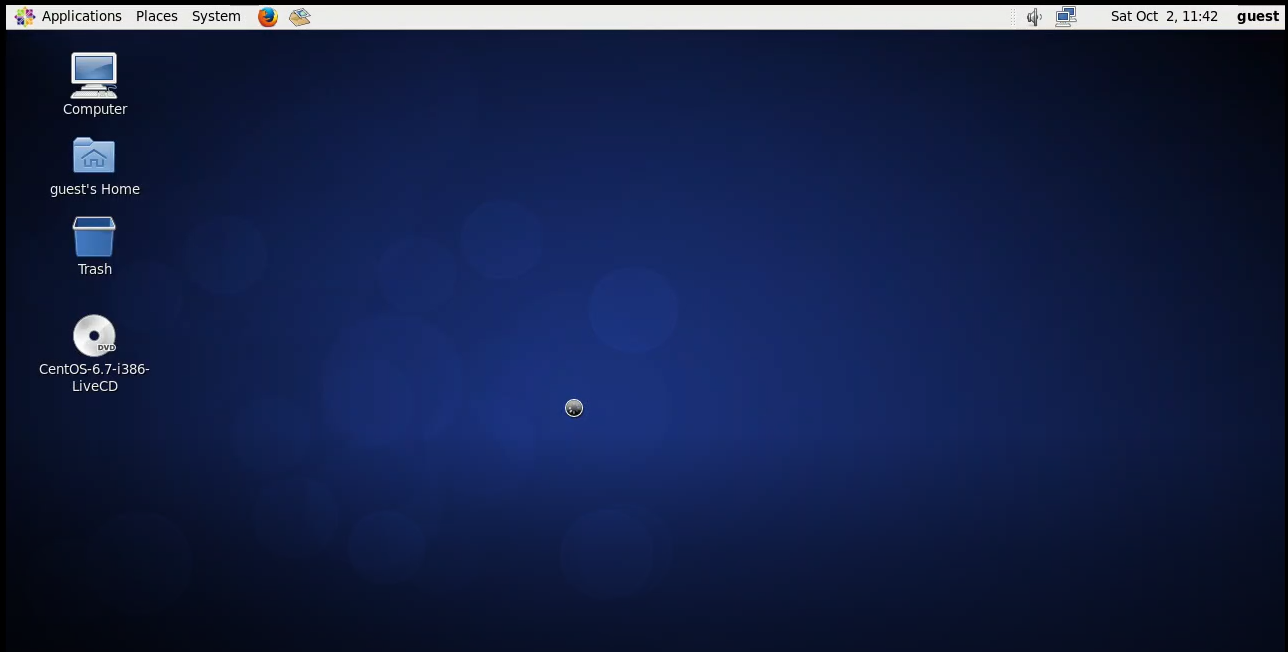 Applications Places System Sat Oct 2, 11:42 guest
Computer
guest's Home
Trash
DVD
CentOS-6.7-i386-
LiveCD